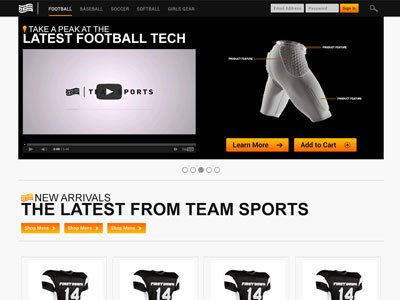 FOOTBALL BASEBALL SOCCER SOFTBALL GIRLS GEAR Email Address Password Sign in
TAKE A PEAK AT THE
LATEST FOOTBALL TECH
TEAM SPORTS
PRODUCT FEATURE
PRODUCT FEATURE
PRODUCT FEATURE
Learn More
Add to Cart
YouTube
NEW ARRIVALS
THE LATEST FROM TEAM SPORTS
Shop Mens Shop Mens Shop Mens
FIRST DOWN FIRST DOWN FIRST DOWN FIRST DOWN
14 14 14 14